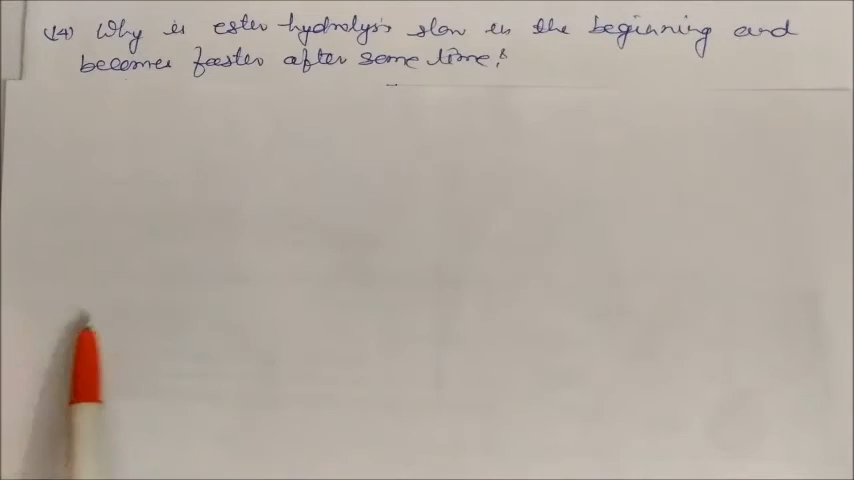 (14) Why is ester hydrolysis slow in the beginning and
becomes faster after some time?